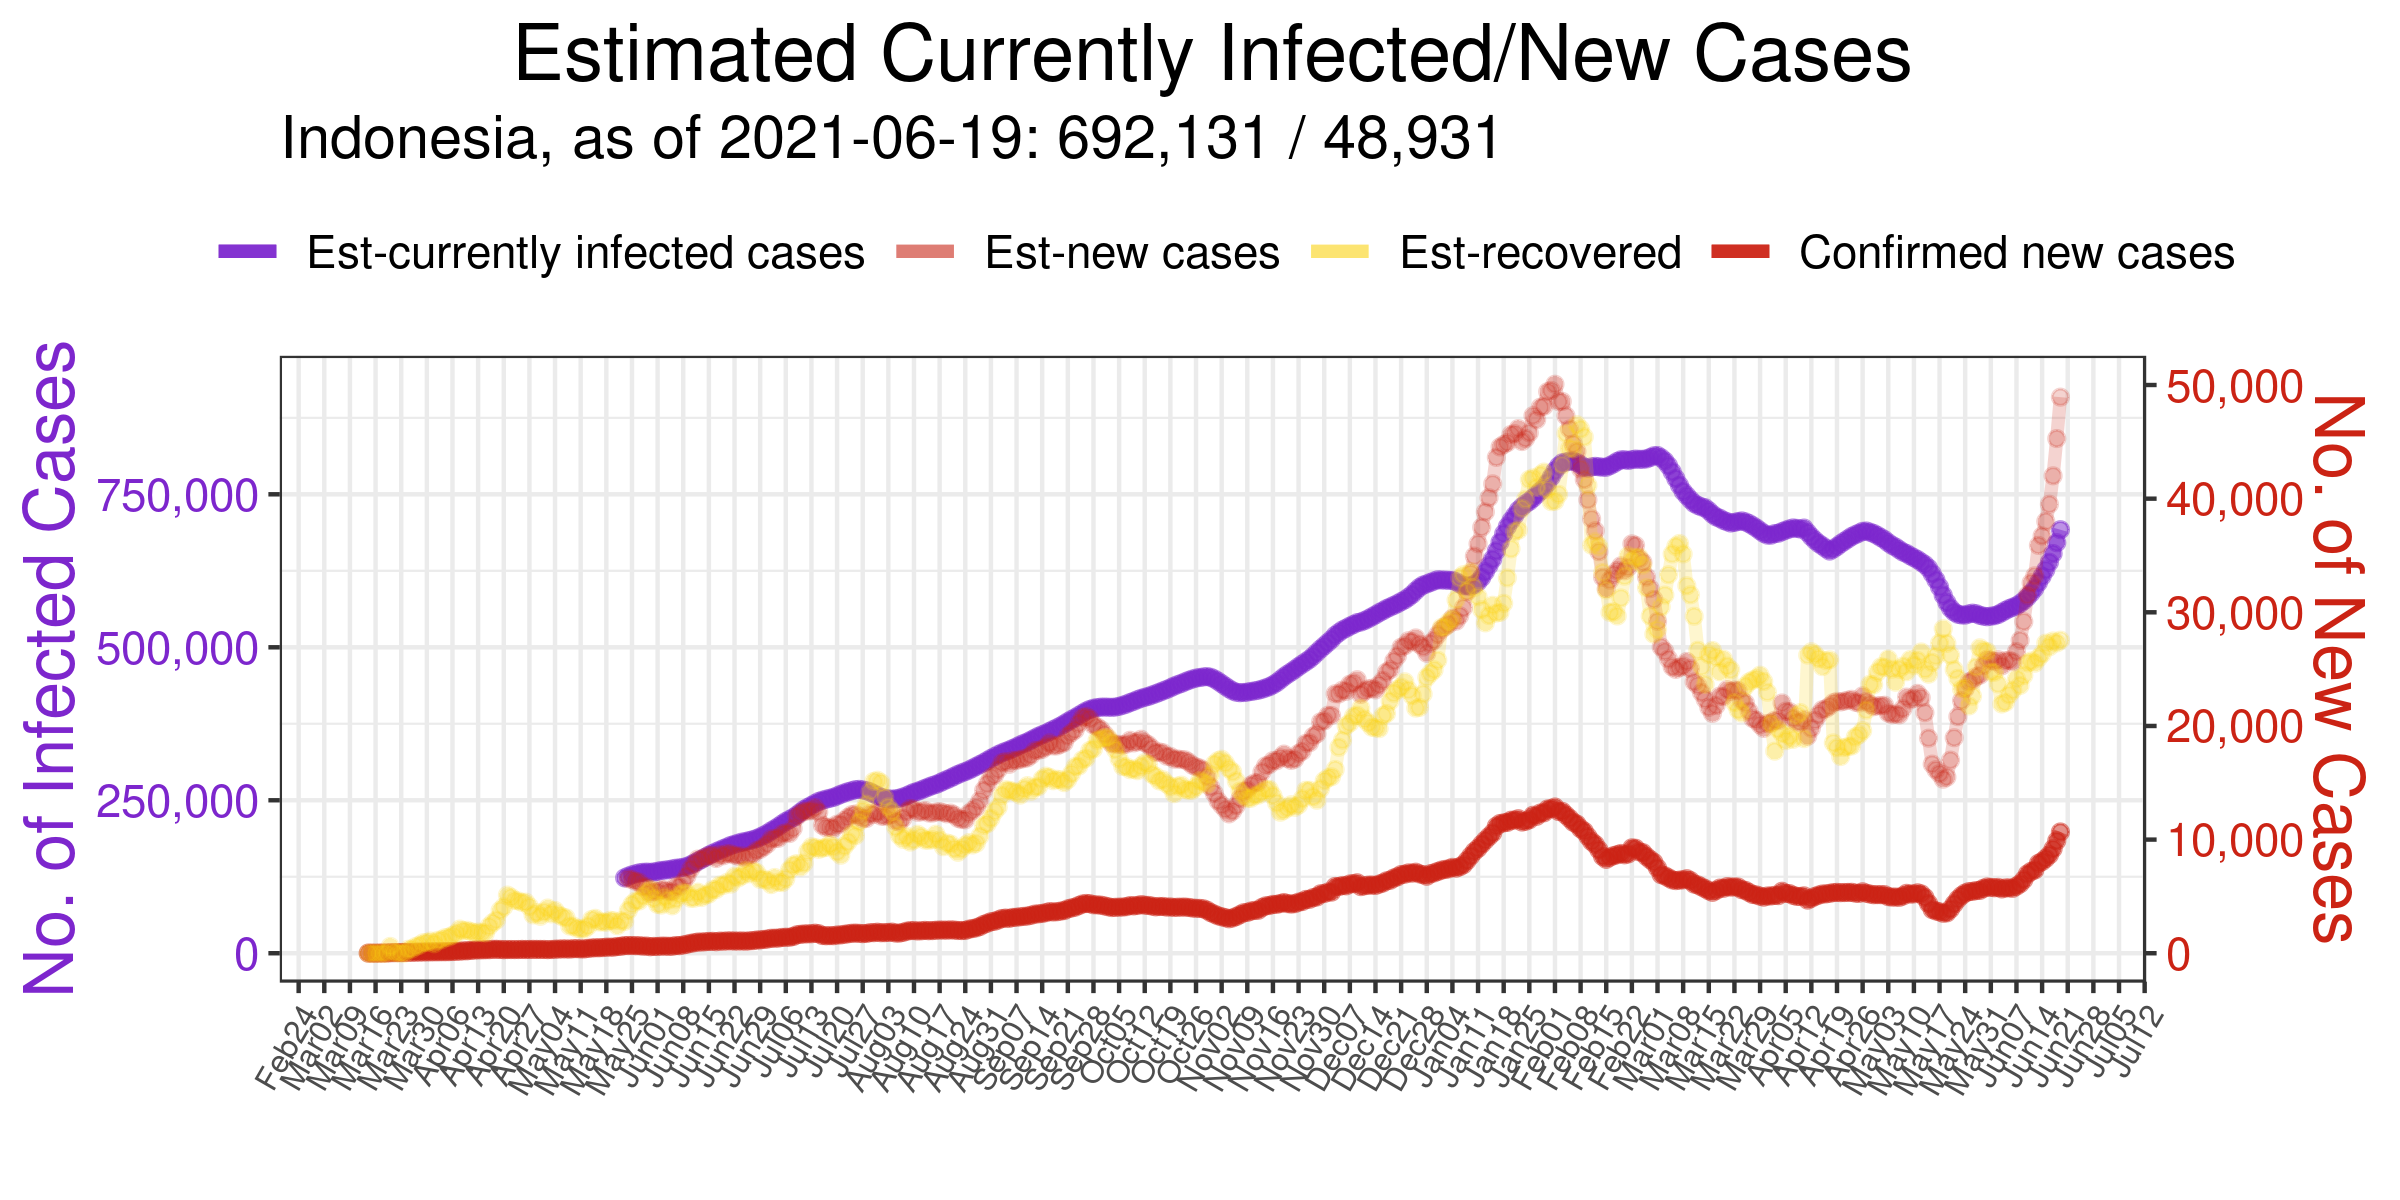 Estimated Currently Infected/New Cases
Indonesia, as of 2021-06-19: 692,131 / 48,931
Est-currently infected cases Est-new cases Est-recovered Confirmed new cases
No. of Infected Cases
750,000
500,000
250,000
0
50,000
40,000
30,000
20,000
10,000
0
No. of New Cases
Feb24 Mar02 Mar09 Mar16 Mar23 Mar30 Apr06 Apr13 Apr20 Apr27 May04 May11 May18 May25 Jun01 Jun08 Jun15 Jun22 Jun29 Jul06 Jul13 Jul20 Jul27 Aug03 Aug10 Aug17 Aug24 Aug31 Sep07 Sep14 Sep21 Sep28 Oct05 Oct12 Oct19 Oct26 Nov02 Nov09 Nov16 Nov23 Nov30 Dec07 Dec14 Dec21 Dec28 Jan04 Jan11 Jan18 Jan25 Feb01 Feb08 Feb15 Feb22 Mar01 Mar08 Mar15 Mar22 Mar29 Apr05 Apr12 Apr19 Apr26 May03 May10 May17 May24 May31 Jun07 Jun14 Jun21 Jun28 Jul05 Jul12